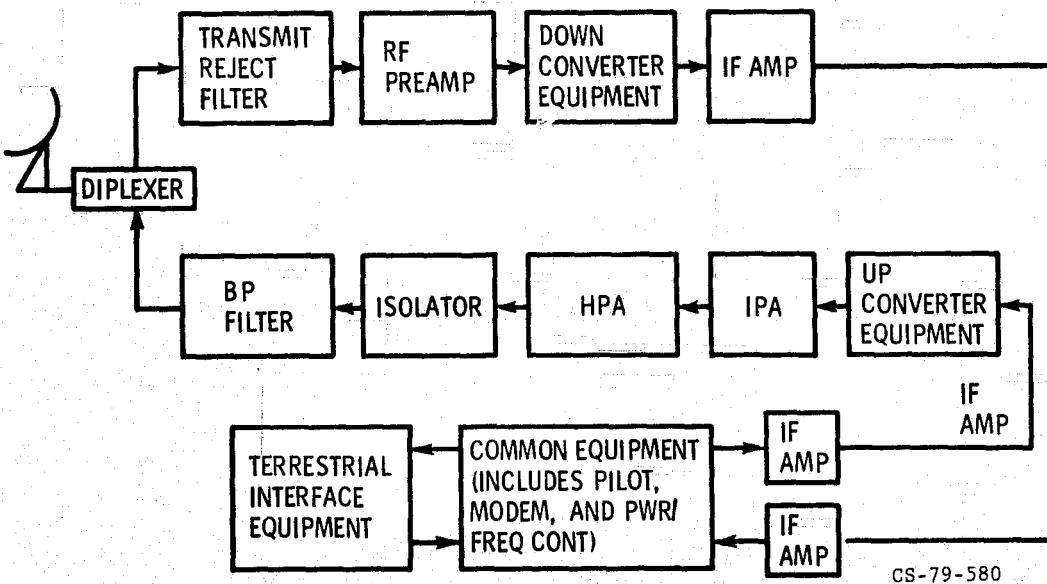 TRANSMIT
REJECT
FILTER
RF
PREAMP
DOWN
CONVERTER
EQUIPMENT
IF AMP
DIPLEXER
BP
FILTER
ISOLATOR
HPA
IPA
UP
CONVERTER
EQUIPMENT
IF
AMP
TERRESTRIAL
INTERFACE
EQUIPMENT
COMMON EQUIPMENT
(INCLUDES PILOT,
MODEM, AND PWR/
FREQ CONT)
IF
AMP
IF
AMP
CS-79-580